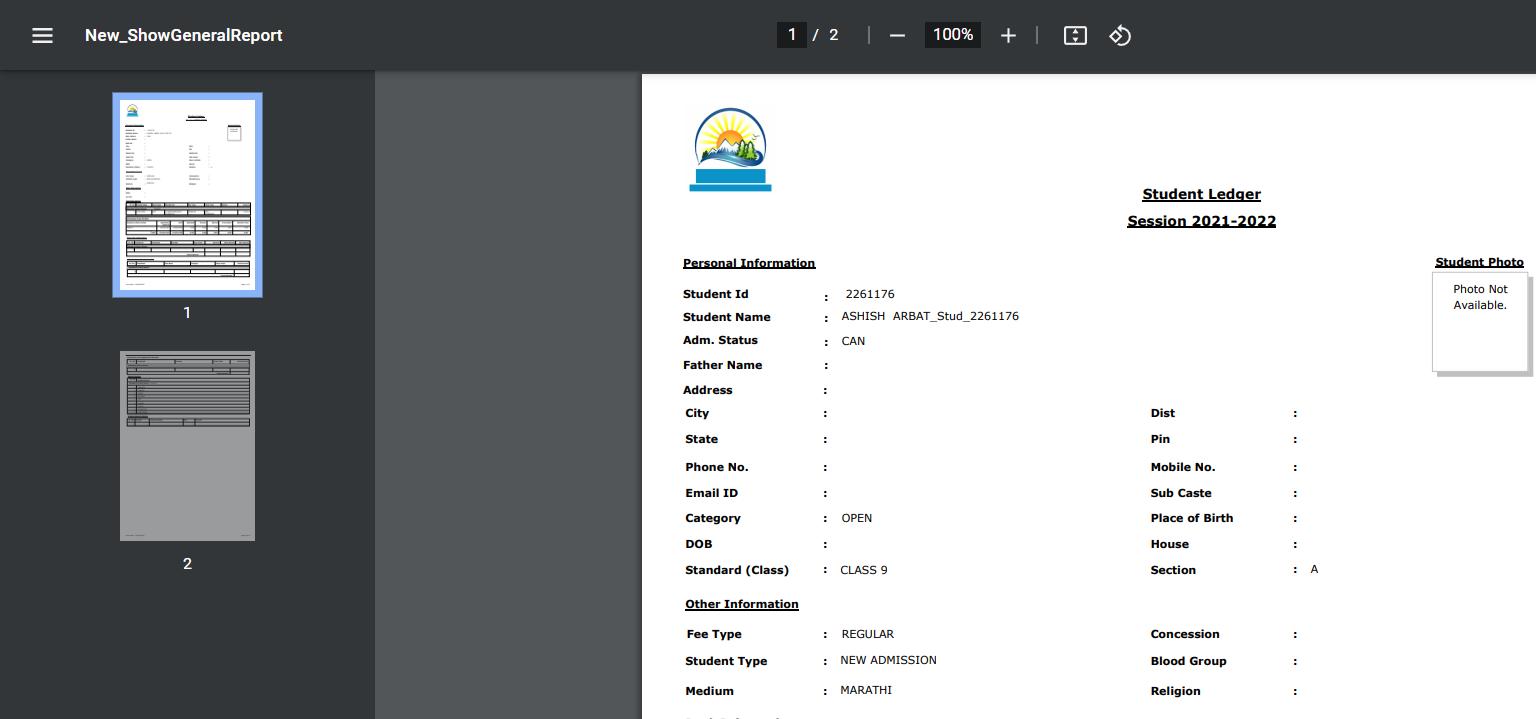 New_ShowGeneralReport
1 / 2
100%
1
2
Student Ledger
Session 2021-2022
Personal Information
Student Photo
Photo Not
Available.
Student Id : 2261176
Student Name : ASHISH ARBAT_Stud_2261176
Adm. Status : CAN
Father Name :
Address :
City : Dist :
State : Pin :
Phone No. : Mobile No. :
Email ID : Sub Caste :
Category : OPEN Place of Birth :
DOB : House :
Standard (Class) : CLASS 9 Section : A
Other Information
Fee Type : REGULAR Concession :
Student Type : NEW ADMISSION Blood Group :
Medium : MARATHI Religion :